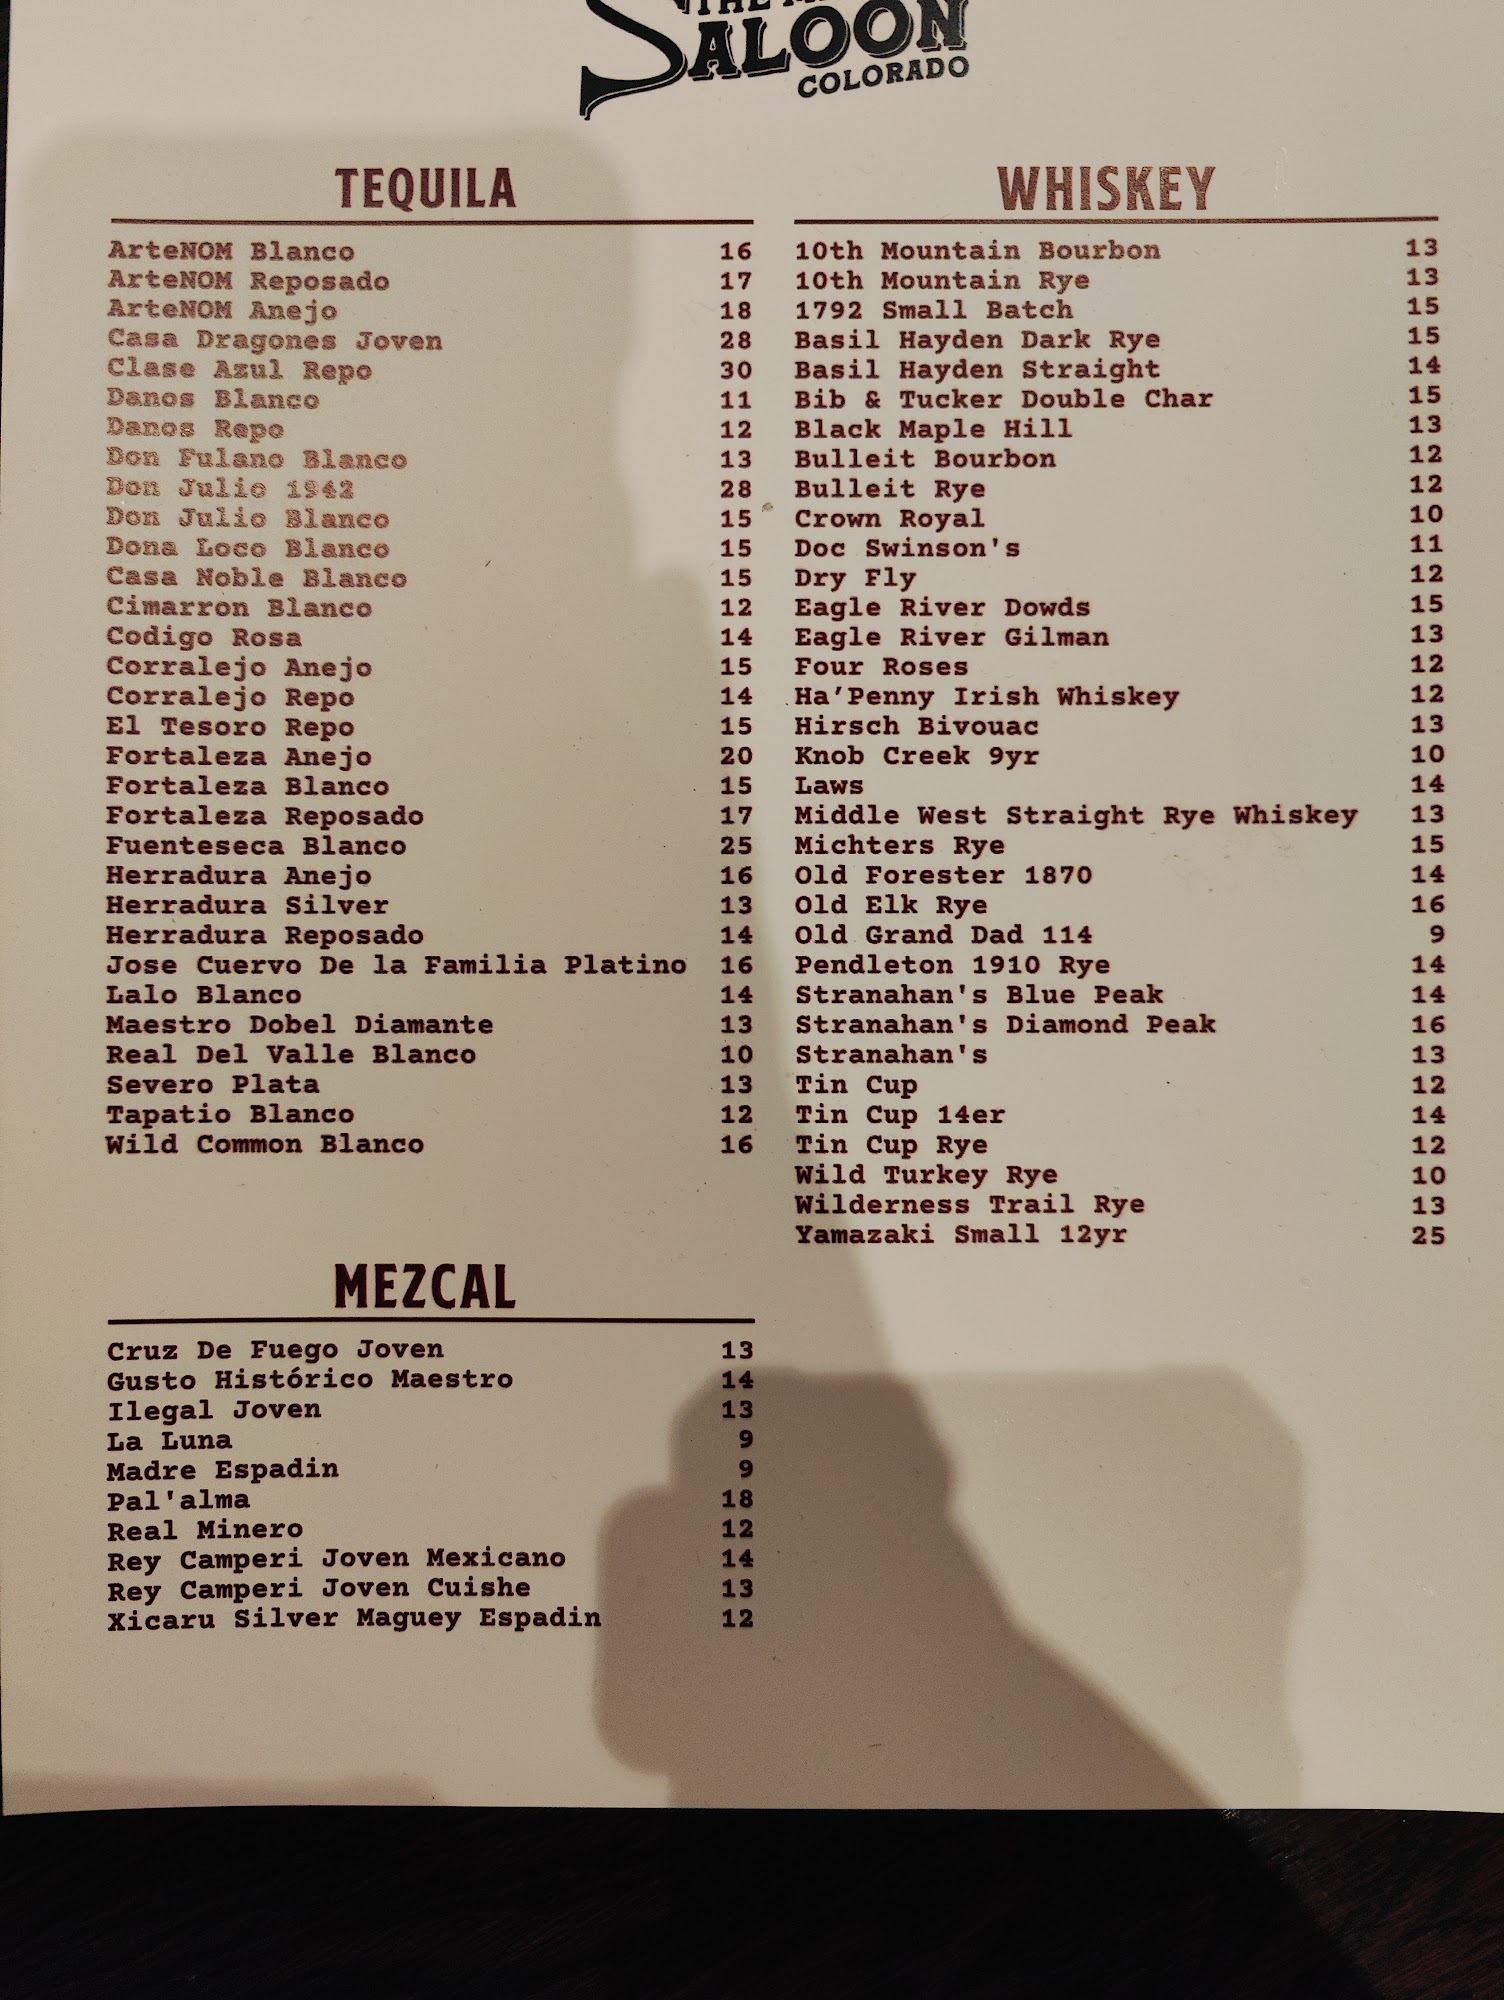 SALOON
COLORADO
TEQUILA
ArteNOM Blanco 16
ArteNOM Reposado 17
ArteNOM Anejo 18
Casa Dragones Joven 28
Clase Azul Repo 30
Danos Blanco 11
Danos Repo 12
Don Fulano Blanco 13
Don Julio 1942 28
Don Julio Blanco 15
Dona Loco Blanco 15
Casa Noble Blanco 15
Cimarron Blanco 12
Codigo Rosa 14
Corralejo Anejo 15
Corralejo Repo 14
El Tesoro Repo 15
Fortaleza Anejo 20
Fortaleza Blanco 15
Fortaleza Reposado 17
Fuenteseca Blanco 25
Herradura Anejo 16
Herradura Silver 13
Herradura Reposado 14
Jose Cuervo De la Familia Platino 16
Lalo Blanco 14
Maestro Dobel Diamante 13
Real Del Valle Blanco 10
Severo Plata 13
Tapatio Blanco 12
Wild Common Blanco 16
MEZCAL
Cruz De Fuego Joven 13
Gusto Histórico Maestro 14
Ilegal Joven 13
La Luna 9
Madre Espadin 9
Pal'alma 18
Real Minero 12
Rey Camperi Joven Mexicano 14
Rey Camperi Joven Cuishe 13
Xicaru Silver Maguey Espadin 12
WHISKEY
10th Mountain Bourbon 13
10th Mountain Rye 13
1792 Small Batch 15
Basil Hayden Dark Rye 15
Basil Hayden Straight 14
Bib & Tucker Double Char 15
Black Maple Hill 13
Bulleit Bourbon 12
Bulleit Rye 12
Crown Royal 10
Doc Swinson's 11
Dry Fly 12
Eagle River Dowds 15
Eagle River Gilman 13
Four Roses 12
Ha’Penny Irish Whiskey 12
Hirsch Bivouac 13
Knob Creek 9yr 10
Laws 14
Middle West Straight Rye Whiskey 13
Michters Rye 15
Old Forester 1870 14
Old Elk Rye 16
Old Grand Dad 114 9
Pendleton 1910 Rye 14
Stranahan's Blue Peak 14
Stranahan's Diamond Peak 16
Stranahan's 13
Tin Cup 12
Tin Cup 14er 14
Tin Cup Rye 12
Wild Turkey Rye 10
Wilderness Trail Rye 13
Yamazaki Small 12yr 25